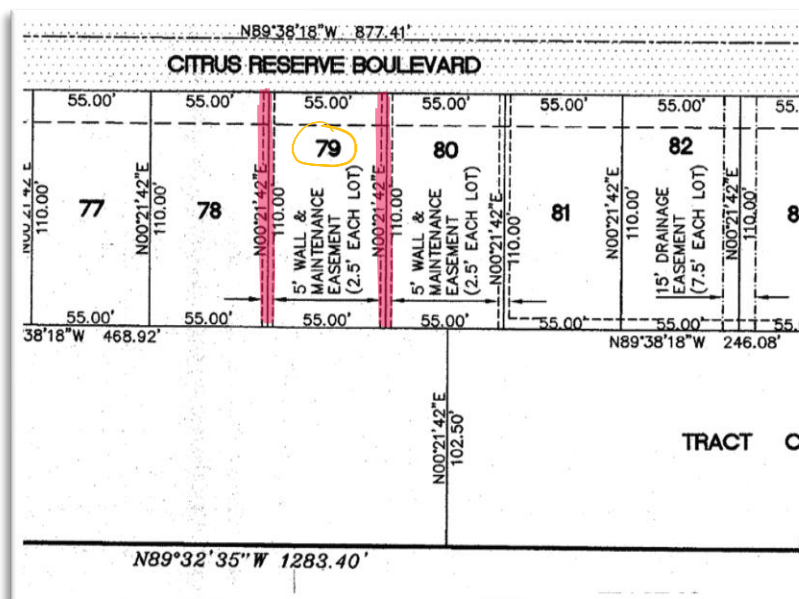 N89°38'18"W 877.41'
CITRUS RESERVE BOULEVARD
55.00' 55.00' 55.00' 55.00' 55.00' 55.00' 55.
77
78
79
80
81
82
8
110.00'
N00°21'42"E
110.00'
N00°21'42"E
110.00'
5' WALL &
MAINTENANCE
EASEMENT
(2.5' EACH LOT)
N00°21'42"E
110.00'
5' WALL &
MAINTENANCE
EASEMENT
(2.5' EACH LOT)
N00°21'42"E
110.00'
N00°21'42"E
110.00'
15' DRAINAGE
EASEMENT
(7.5' EACH LOT)
N00°21'42"E
110.00'
55.00' 55.00' 55.00' 55.00' 55.00' 55.00' 55.
38'18"W 468.92'
N89°38'18"W 246.08'
N00°21'42"E
102.50'
TRACT C
N89°32'35"W 1283.40'